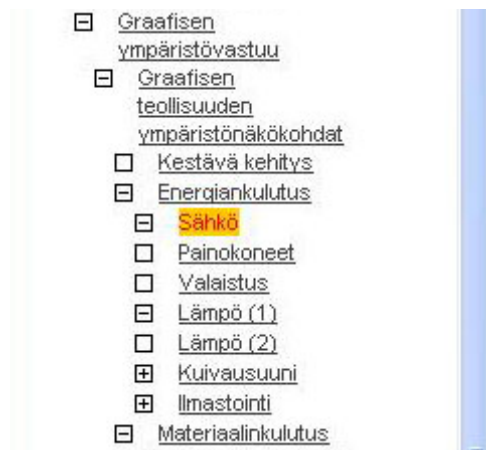 Graafisen
ympäristövastuu
Graafisen
teollisuuden
ympäristönäkökohdat
Kestävä kehitys
Energiankulutus
Sähkö
Painokoneet
Valaistus
Lämpö (1)
Lämpö (2)
Kuivausuuni
Ilmastointi
Materiaalinkulutus